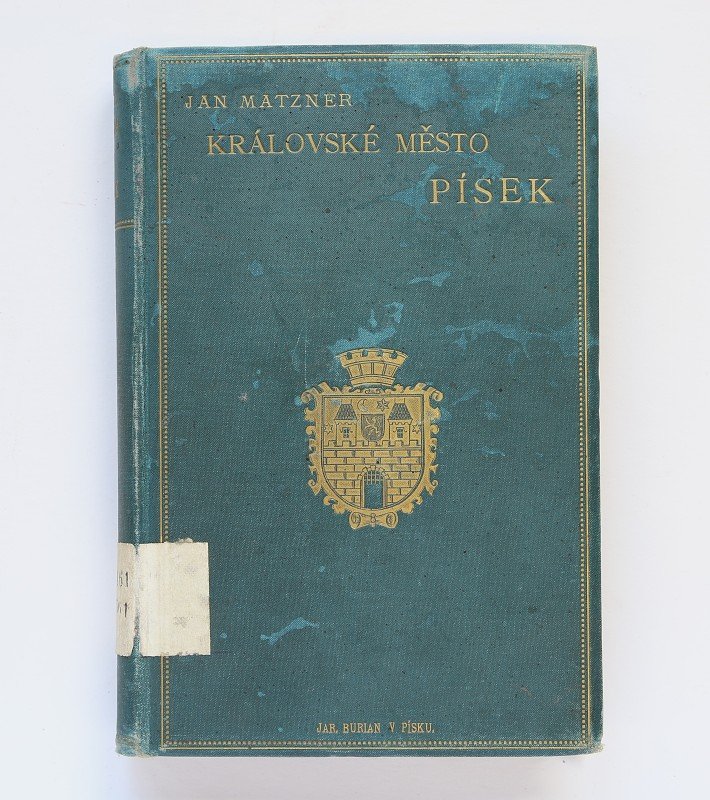 JAN MATZNER
KRÁLOVSKÉ MĚSTO
PÍSEK
JAR. BURIAN V PÍSKU.